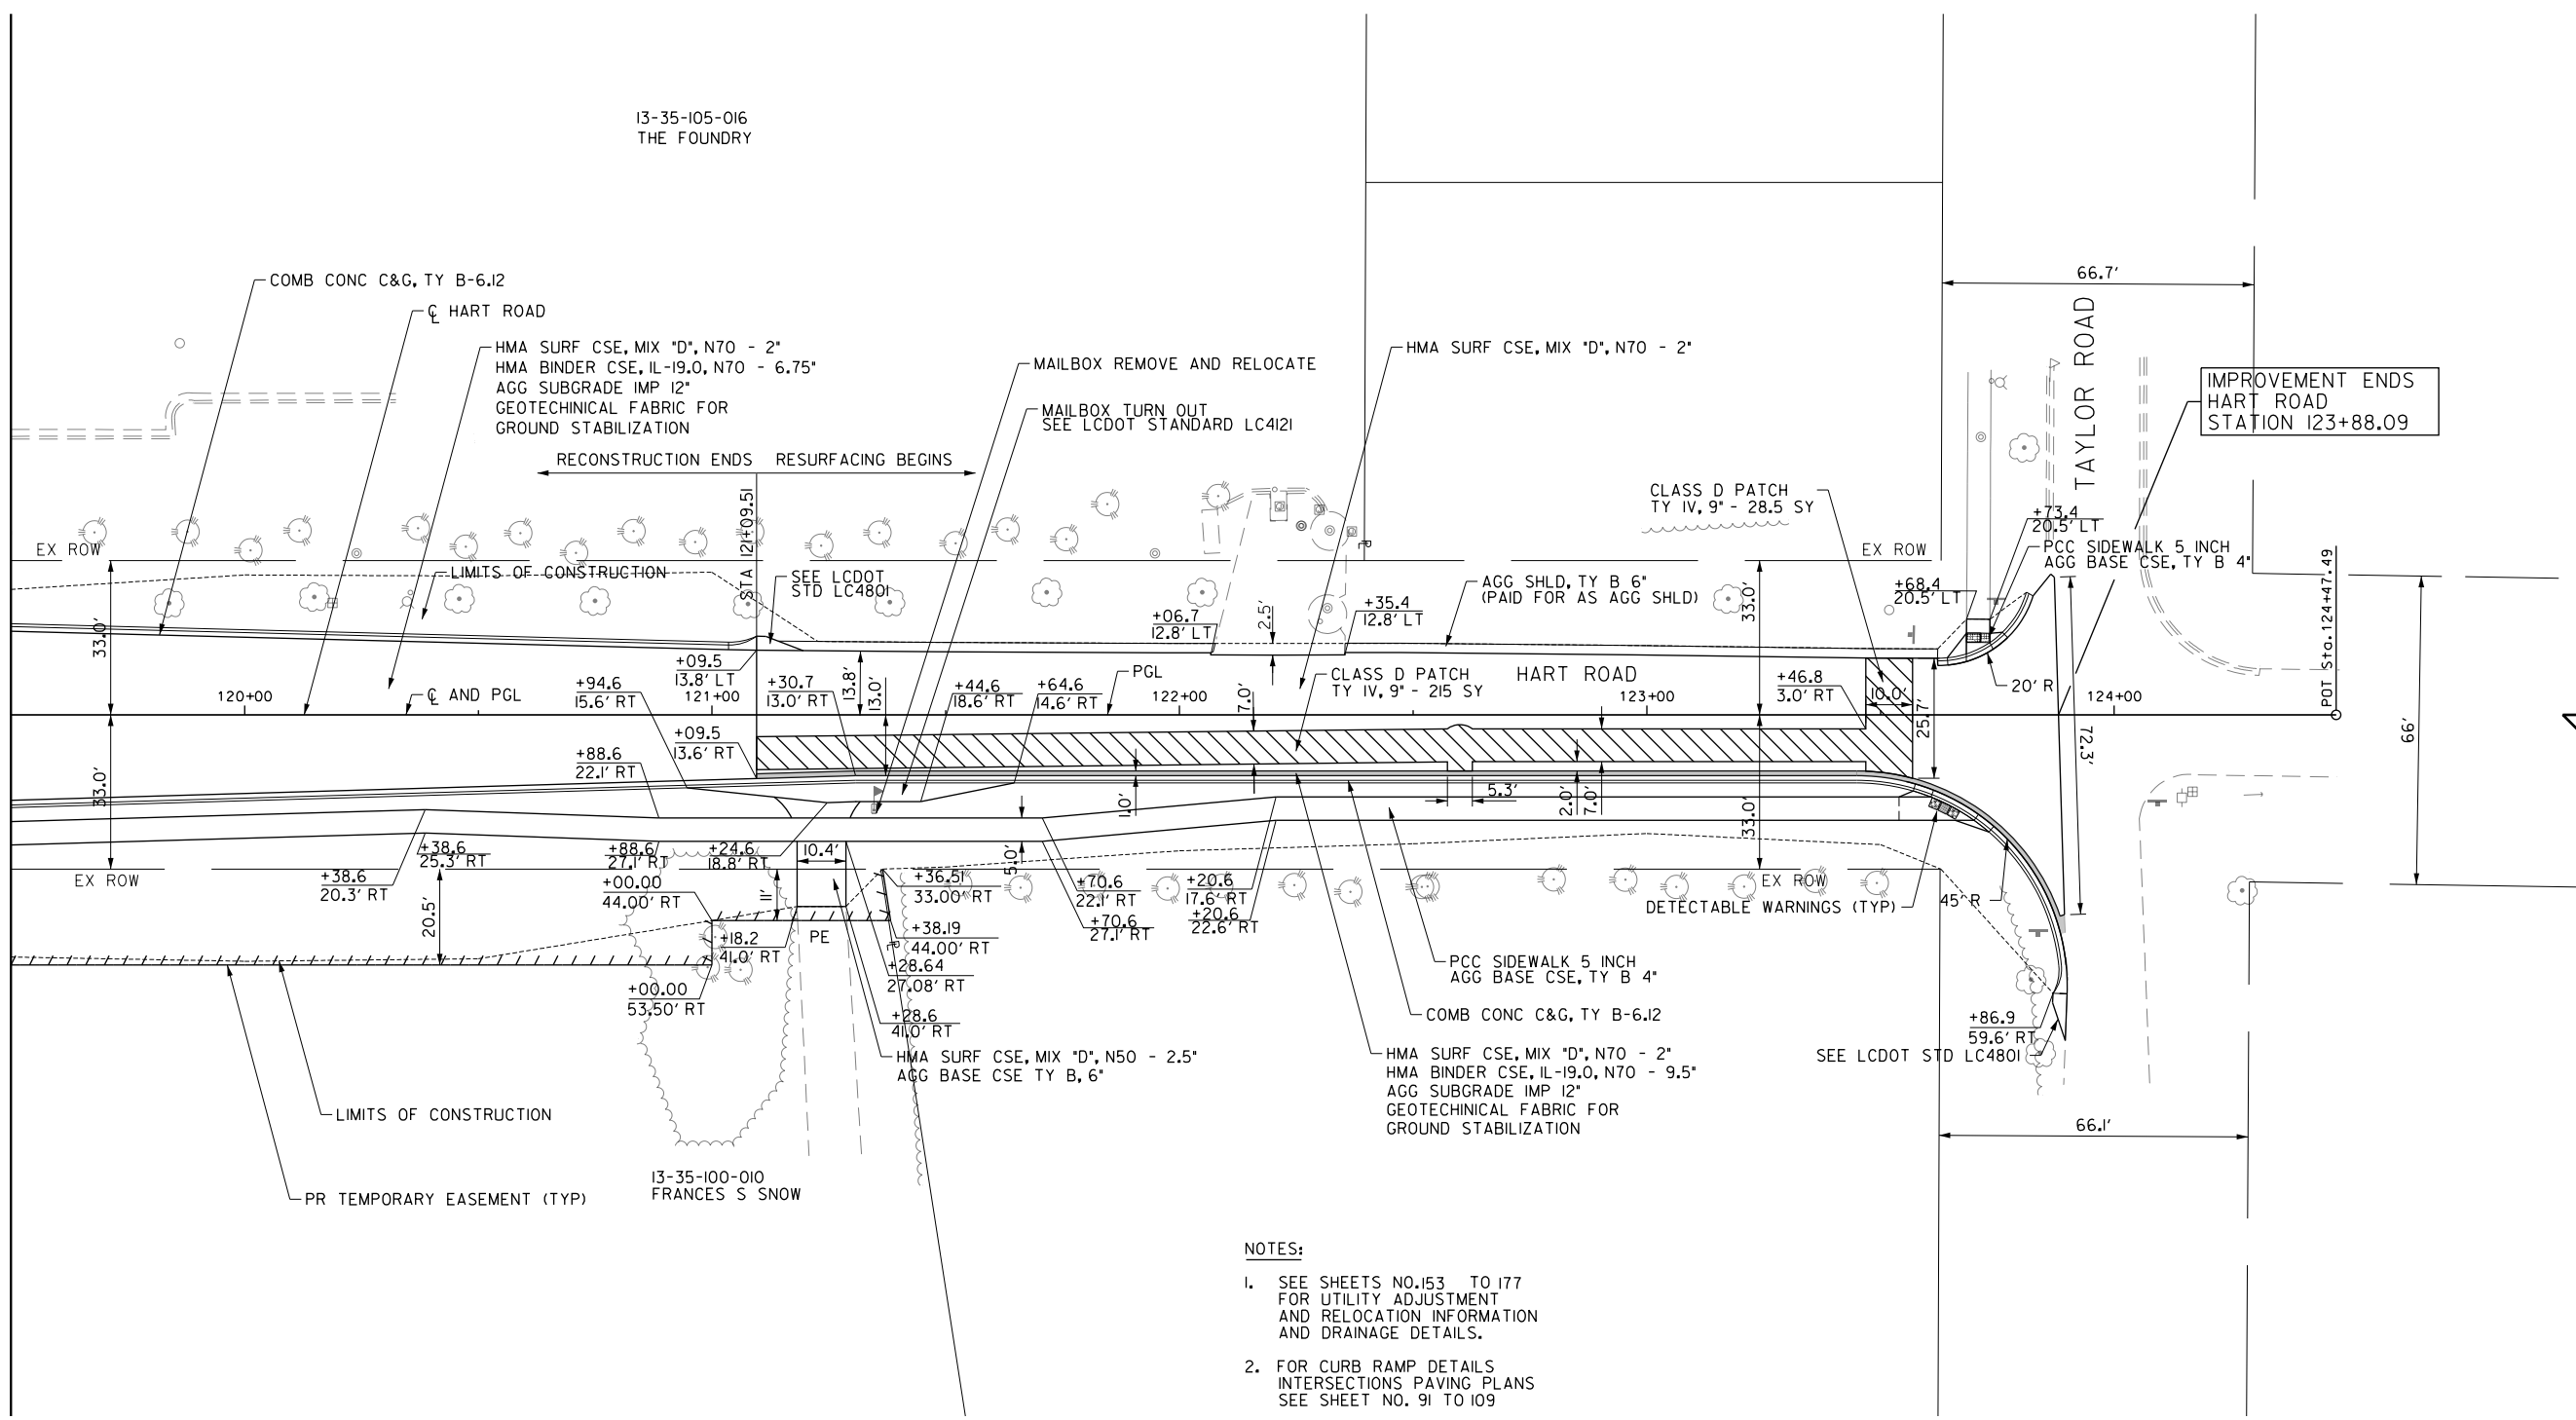 13-35-105-016
THE FOUNDRY
COMB CONC C&G, TY B-6.12
℄ HART ROAD
HMA SURF CSE, MIX "D", N70 - 2"
HMA BINDER CSE, IL-19.0, N70 - 6.75"
AGG SUBGRADE IMP 12"
GEOTECHINICAL FABRIC FOR
GROUND STABILIZATION
MAILBOX REMOVE AND RELOCATE
MAILBOX TURN OUT
SEE LCDOT STANDARD LC4121
HMA SURF CSE, MIX "D", N70 - 2"
66.7'
TAYLOR ROAD
IMPROVEMENT ENDS
HART ROAD
STATION 123+88.09
RECONSTRUCTION ENDS
RESURFACING BEGINS
STA 121+09.51
CLASS D PATCH
TY IV, 9" - 28.5 SY
+73.4
20.5' LT
PCC SIDEWALK 5 INCH
AGG BASE CSE, TY B 4"
EX ROW
EX ROW
LIMITS OF CONSTRUCTION
SEE LCDOT
STD LC4801
AGG SHLD, TY B 6"
(PAID FOR AS AGG SHLD)
+68.4
20.5' LT
POT Sta. 124+47.49
33.0'
+06.7
12.8' LT
2.5'
+35.4
12.8' LT
33.0'
+09.5
13.8' LT
13.8'
PGL
CLASS D PATCH
TY IV, 9" - 215 SY
HART ROAD
20' R
120+00
℄ AND PGL
+94.6
15.6' RT
121+00
+30.7
13.0' RT
13.0'
+44.6
18.6' RT
+64.6
14.6' RT
122+00
7.0'
123+00
+46.8
3.0' RT
10.0'
25.7'
124+00
72.3'
66'
33.0'
+88.6
22.1' RT
+09.5
13.6' RT
1.0'
5.3'
2.0'
7.0'
33.0'
EX ROW
+38.6
25.3' RT
+38.6
20.3' RT
+88.6
27.1' RT
+24.6
18.8' RT
10.4'
5.0'
20.5'
+00.00
44.00' RT
11'
+36.51
33.00' RT
+70.6
22.1' RT
+70.6
27.1' RT
+20.6
17.6' RT
+20.6
22.6' RT
EX ROW
DETECTABLE WARNINGS (TYP)
45' R
+18.2
41.0' RT
PE
+38.19
44.00' RT
+28.64
27.08' RT
+00.00
53.50' RT
+28.6
41.0' RT
PCC SIDEWALK 5 INCH
AGG BASE CSE, TY B 4"
COMB CONC C&G, TY B-6.12
+86.9
59.6' RT
SEE LCDOT STD LC4801
HMA SURF CSE, MIX "D", N50 - 2.5"
AGG BASE CSE TY B, 6"
HMA SURF CSE, MIX "D", N70 - 2"
HMA BINDER CSE, IL-19.0, N70 - 9.5"
AGG SUBGRADE IMP 12"
GEOTECHINICAL FABRIC FOR
GROUND STABILIZATION
LIMITS OF CONSTRUCTION
66.1'
13-35-100-010
FRANCES S SNOW
PR TEMPORARY EASEMENT (TYP)
NOTES:
1. SEE SHEETS NO.153 TO 177
FOR UTILITY ADJUSTMENT
AND RELOCATION INFORMATION
AND DRAINAGE DETAILS.
2. FOR CURB RAMP DETAILS
INTERSECTIONS PAVING PLANS
SEE SHEET NO. 91 TO 109